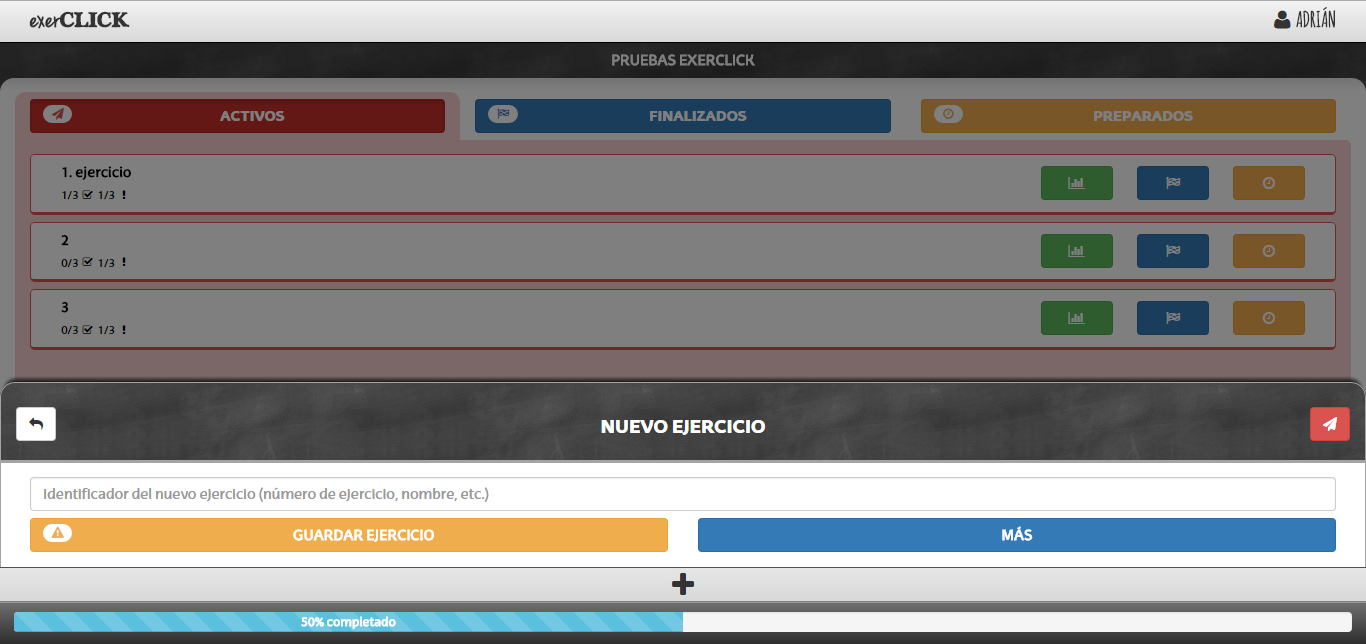 exerCLICK
ADRIÁN
PRUEBAS EXERCLICK
ACTIVOS
FINALIZADOS
PREPARADOS
1. ejercicio
1/3 1/3 !
2
0/3 1/3 !
3
0/3 1/3 !
NUEVO EJERCICIO
Identificador del nuevo ejercicio (número de ejercicio, nombre, etc.)
GUARDAR EJERCICIO
MÁS
50% completado